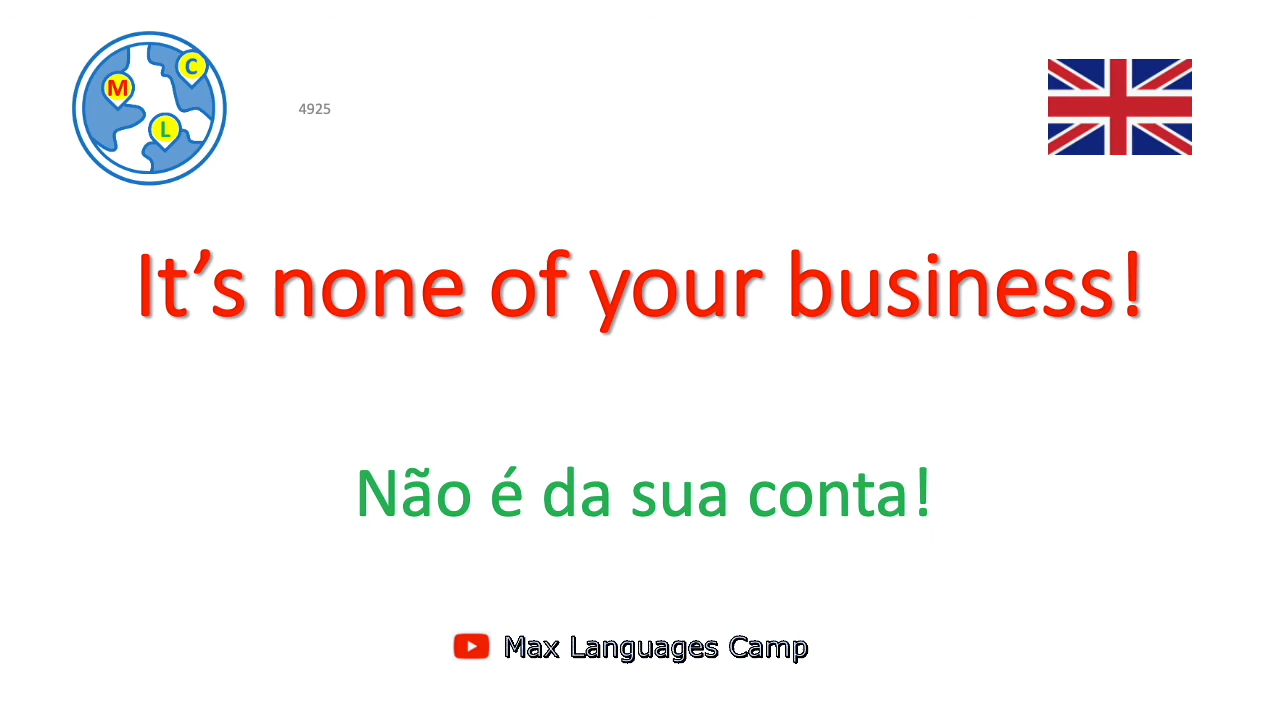 M
C
L
4925
It’s none of your business!
Não é da sua conta!
Max Languages Camp